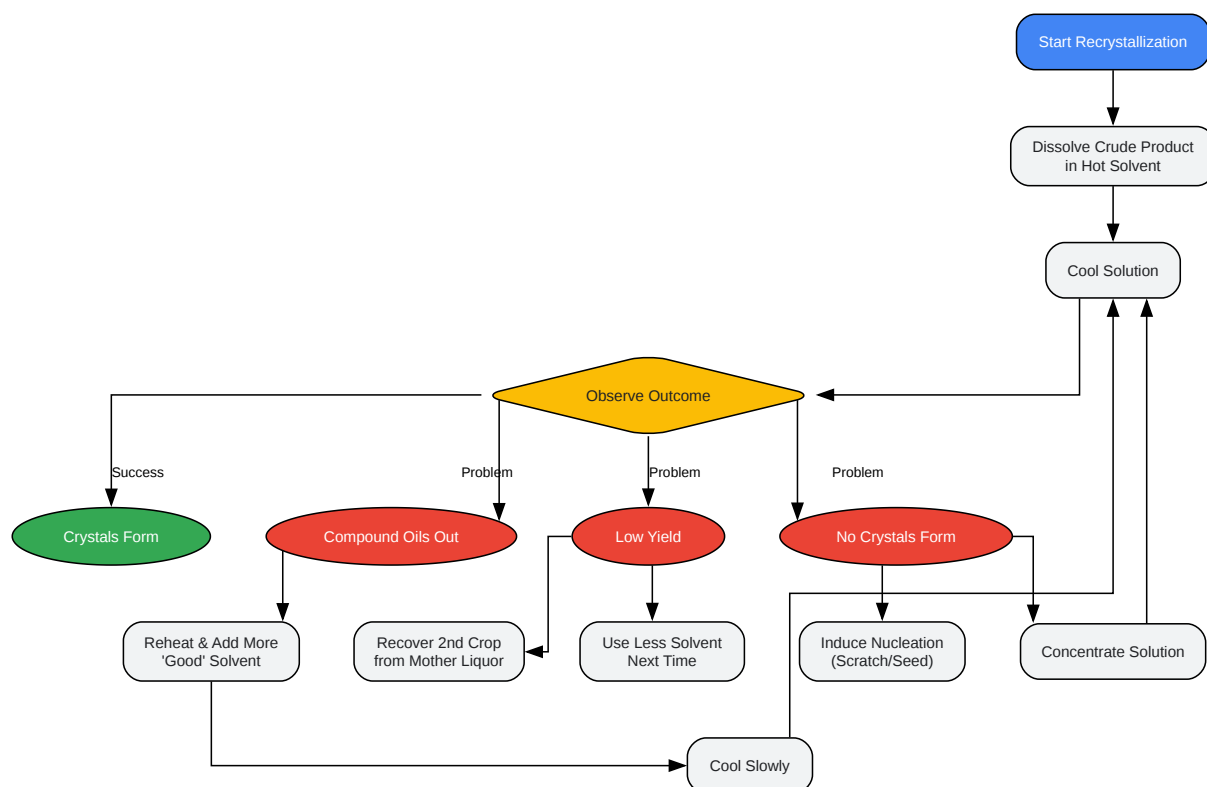 Start Recrystallization
Dissolve Crude Product
in Hot Solvent
Cool Solution
Observe Outcome
Success
Problem
Problem
Problem
Crystals Form
Compound Oils Out
Low Yield
No Crystals Form
Reheat & Add More
'Good' Solvent
Recover 2nd Crop
from Mother Liquor
Use Less Solvent
Next Time
Induce Nucleation
(Scratch/Seed)
Concentrate Solution
Cool Slowly